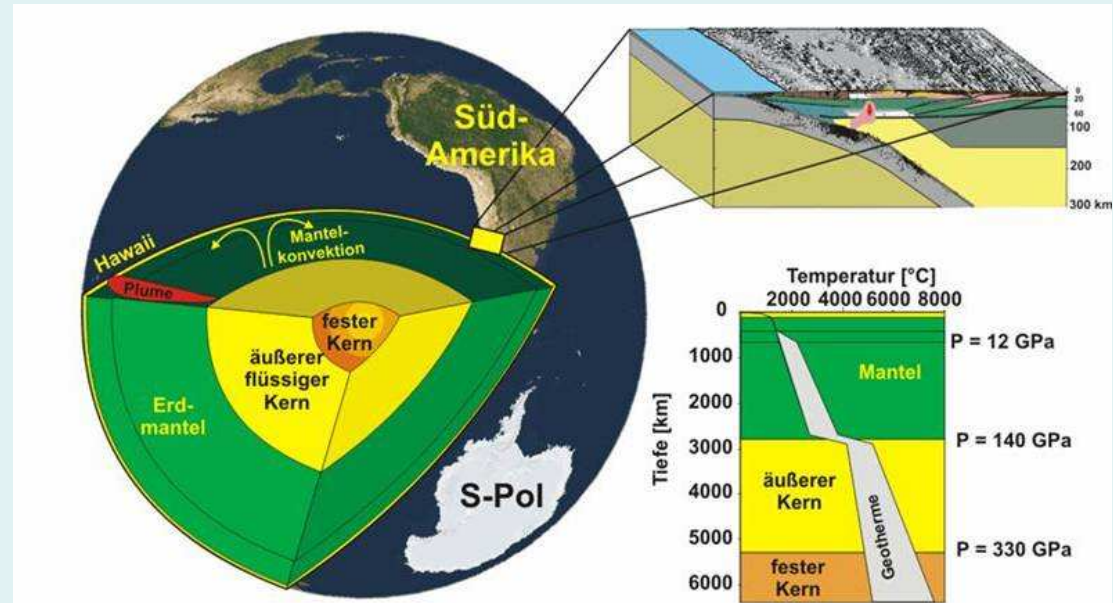 Süd-
Amerika
Hawaii
Mantel-
konvektion
Plume
fester
Kern
äußerer
flüssiger
Kern
Erd-
mantel
S-Pol
0
20
60
100
200
300 km
Temperatur [°C]
2000 4000 6000 8000
Tiefe [km]
0
1000
2000
3000
4000
5000
6000
Mantel
äußerer
Kern
fester
Kern
Geotherme
P = 12 GPa
P = 140 GPa
P = 330 GPa